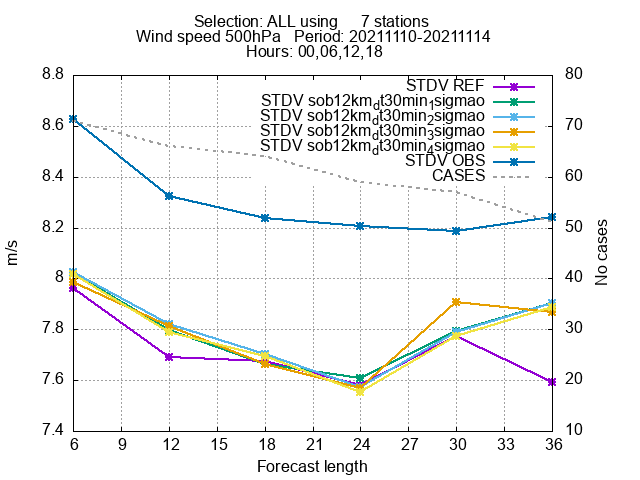 Selection: ALL using 7 stations
Wind speed 500hPa Period: 20211110-20211114
Hours: 00,06,12,18
8.8 80
STDV REF
STDV sob12km_dt30min_1sigmao
8.6 STDV sob12km_dt30min_2sigmao 70
STDV sob12km_dt30min_3sigmao
STDV sob12km_dt30min_4sigmao
STDV OBS
8.4 CASES 60
8.2 50
m/s No cases
8 40
7.8 30
7.6 20
7.4 10
6 9 12 15 18 21 24 27 30 33 36
Forecast length